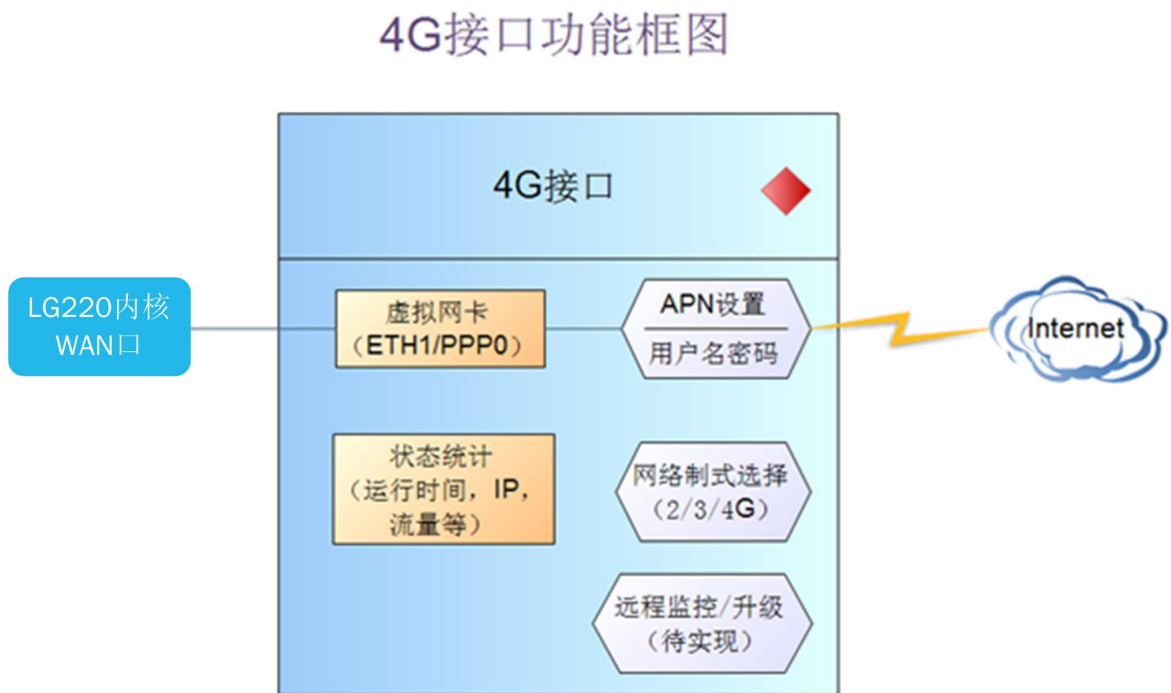 4G接口功能框图
4G接口
LG220内核
WAN口
虚拟网卡
（ETH1/PPP0）
APN设置
用户名密码
Internet
状态统计
（运行时间，IP，
流量等）
网络制式选择
（2/3/4G）
远程监控/升级
（待实现）